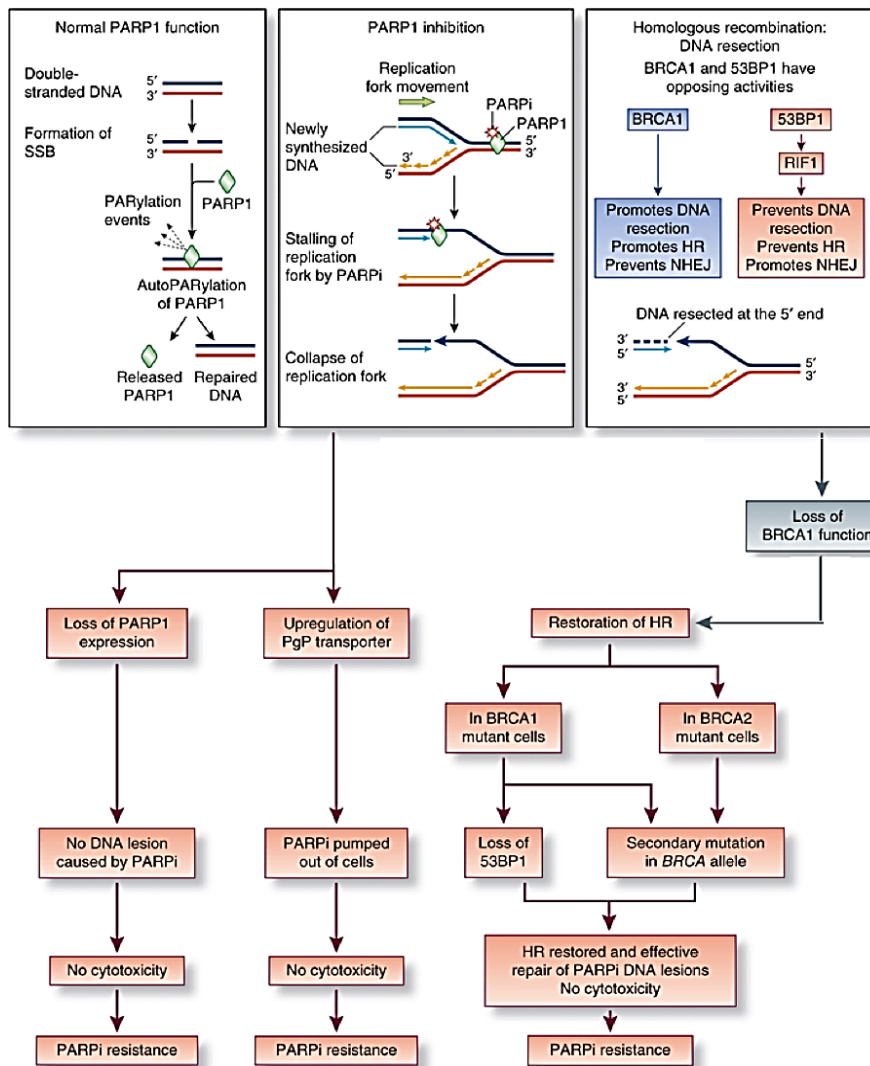 Normal PARP1 function
Double-
stranded DNA
5′
3′
Formation of
SSB
5′
3′
PARylation
events
PARP1
AutoPARylation
of PARP1
Released
PARP1
Repaired
DNA
PARP1 inhibition
Replication
fork movement
PARPi
PARP1
Newly
synthesized
DNA
3′
5′
5′
3′
Stalling of
replication
fork by PARPi
Collapse of
replication fork
Homologous recombination:
DNA resection
BRCA1 and 53BP1 have
opposing activities
BRCA1
53BP1
RIF1
Promotes DNA
resection
Promotes HR
Prevents NHEJ
Prevents DNA
resection
Prevents HR
Promotes NHEJ
DNA resected at the 5′ end
3′
5′
5′
3′
3′
5′
Loss of
BRCA1 function
Loss of PARP1
expression
Upregulation of
PgP transporter
Restoration of HR
In BRCA1
mutant cells
In BRCA2
mutant cells
No DNA lesion
caused by PARPi
PARPi pumped
out of cells
Loss of
53BP1
Secondary mutation
in BRCA allele
No cytotoxicity
No cytotoxicity
HR restored and effective
repair of PARPi DNA lesions
No cytotoxicity
PARPi resistance
PARPi resistance
PARPi resistance